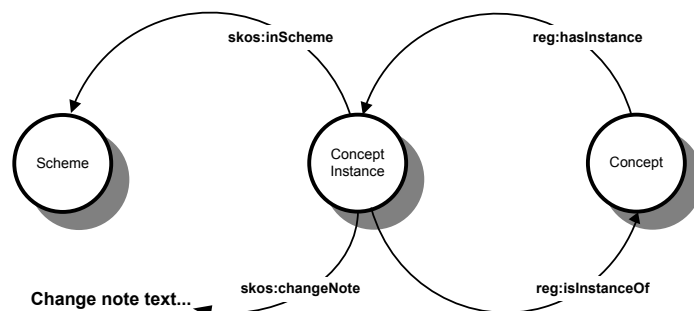 skos:inScheme
reg:hasInstance
Scheme
Concept
Instance
Concept
skos:changeNote
reg:isInstanceOf
Change note text...